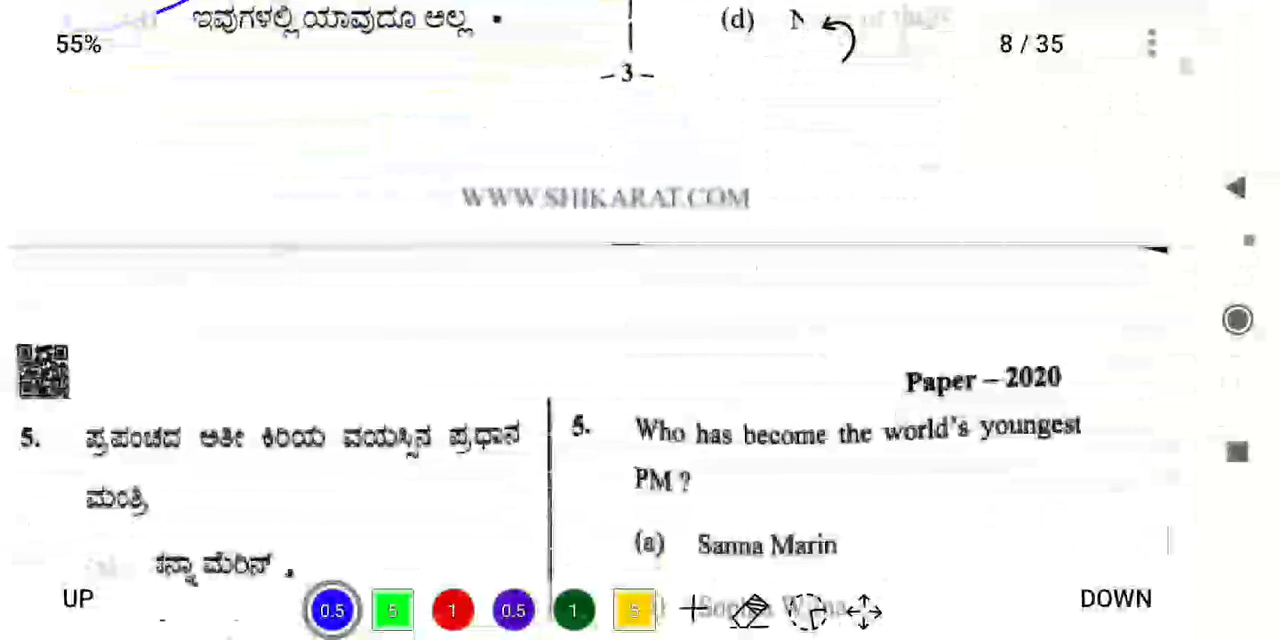 ಇವುಗಳಲ್ಲಿ ಯಾವುದೂ ಅಲ್ಲ
(d) N
55%
8 / 35
– 3 –
WWW.SHIKARAT.COM
Paper – 2020
5. ಪ್ರಪಂಚದ ಅತೀ ಕಿರಿಯ ವಯಸ್ಸಿನ ಪ್ರಧಾನ
ಮಂತ್ರಿ
ಸನ್ನಾ ಮೆರಿನ್
5. Who has become the world's youngest
PM ?
(a) Sanna Marin
UP
0.5 5 1 0.5 1 5
DOWN